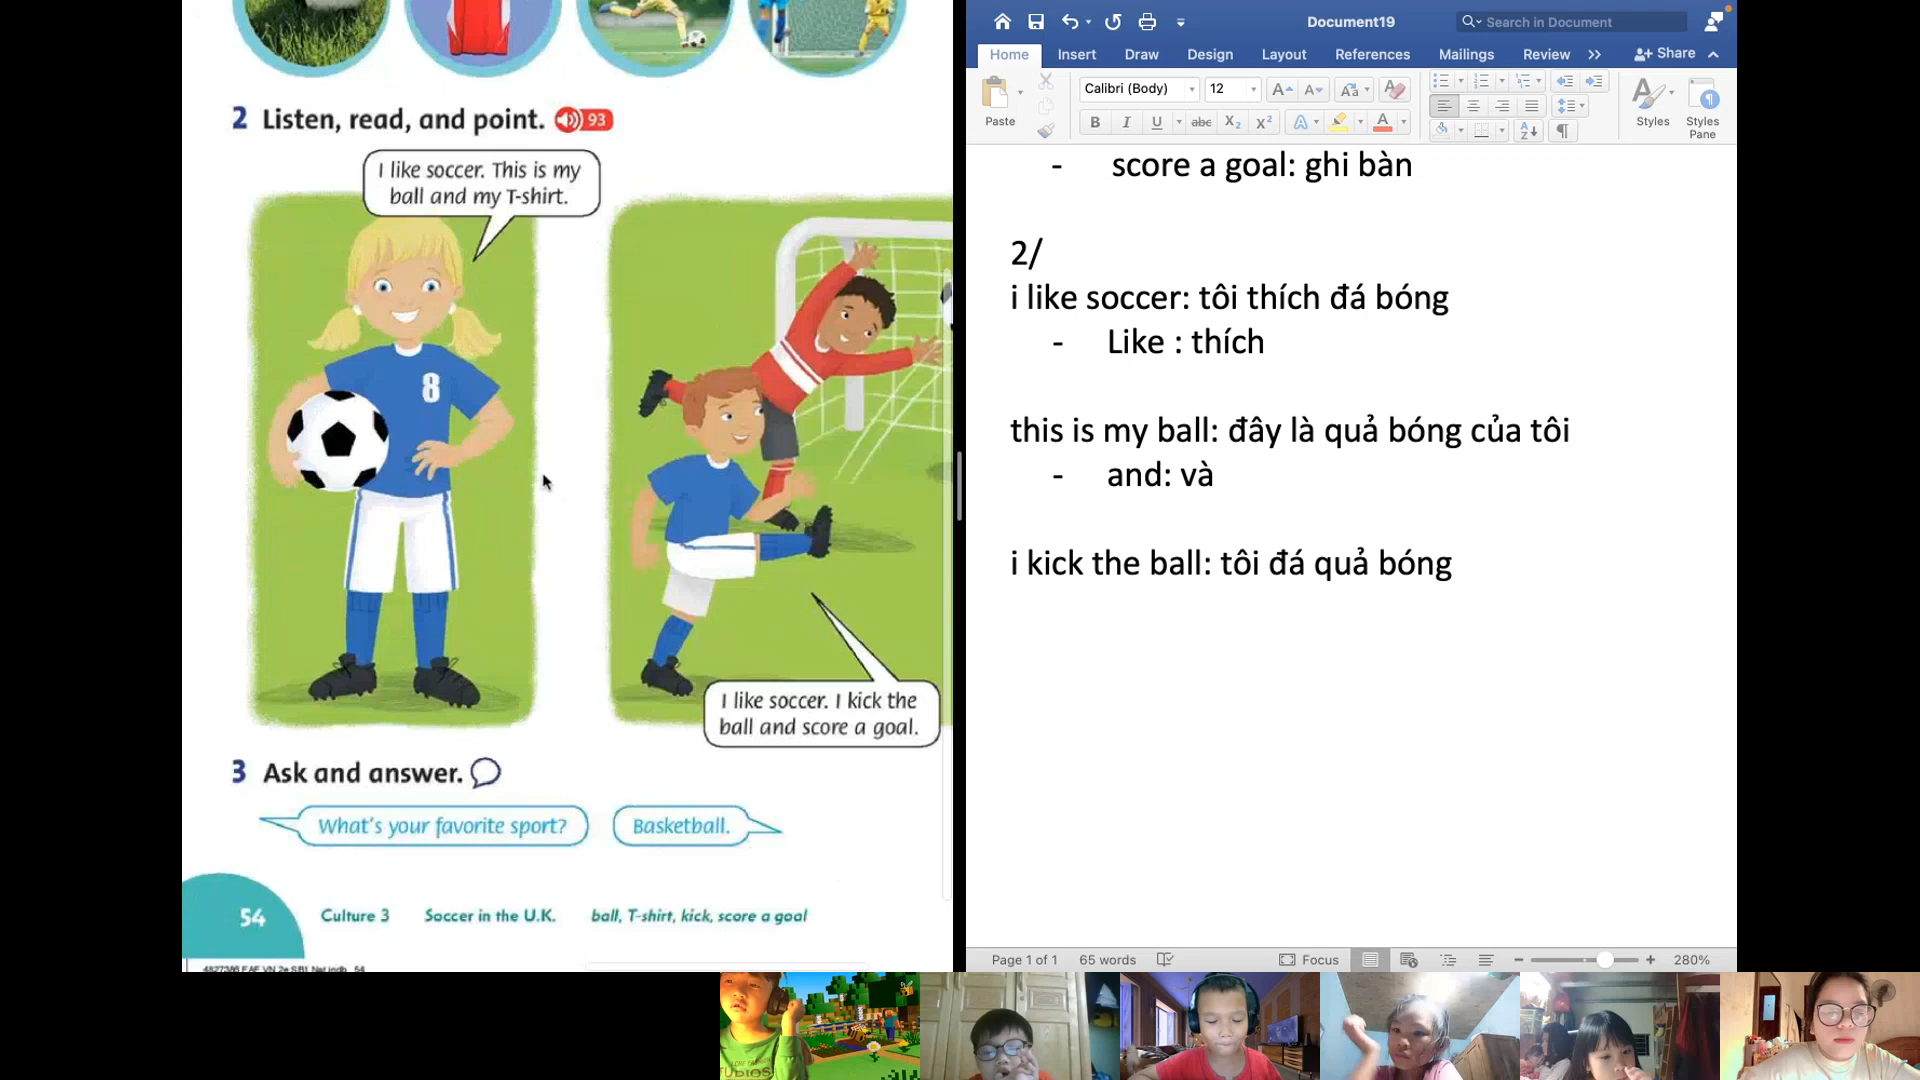 2 Listen, read, and point. 93
I like soccer. This is my
ball and my T-shirt.
8
I like soccer. I kick the
ball and score a goal.
3 Ask and answer.
What's your favorite sport?
Basketball.
54
Culture 3
Soccer in the U.K.
ball, T-shirt, kick, score a goal
Document19
Search in Document
Home
Insert
Draw
Design
Layout
References
Mailings
Review
Share
Paste
Calibri (Body)
12
Styles
Styles
Pane
- score a goal: ghi bàn
2/
i like soccer: tôi thích đá bóng
- Like : thích
this is my ball: đây là quả bóng của tôi
- and: và
i kick the ball: tôi đá quả bóng
Page 1 of 1
65 words
Focus
280%